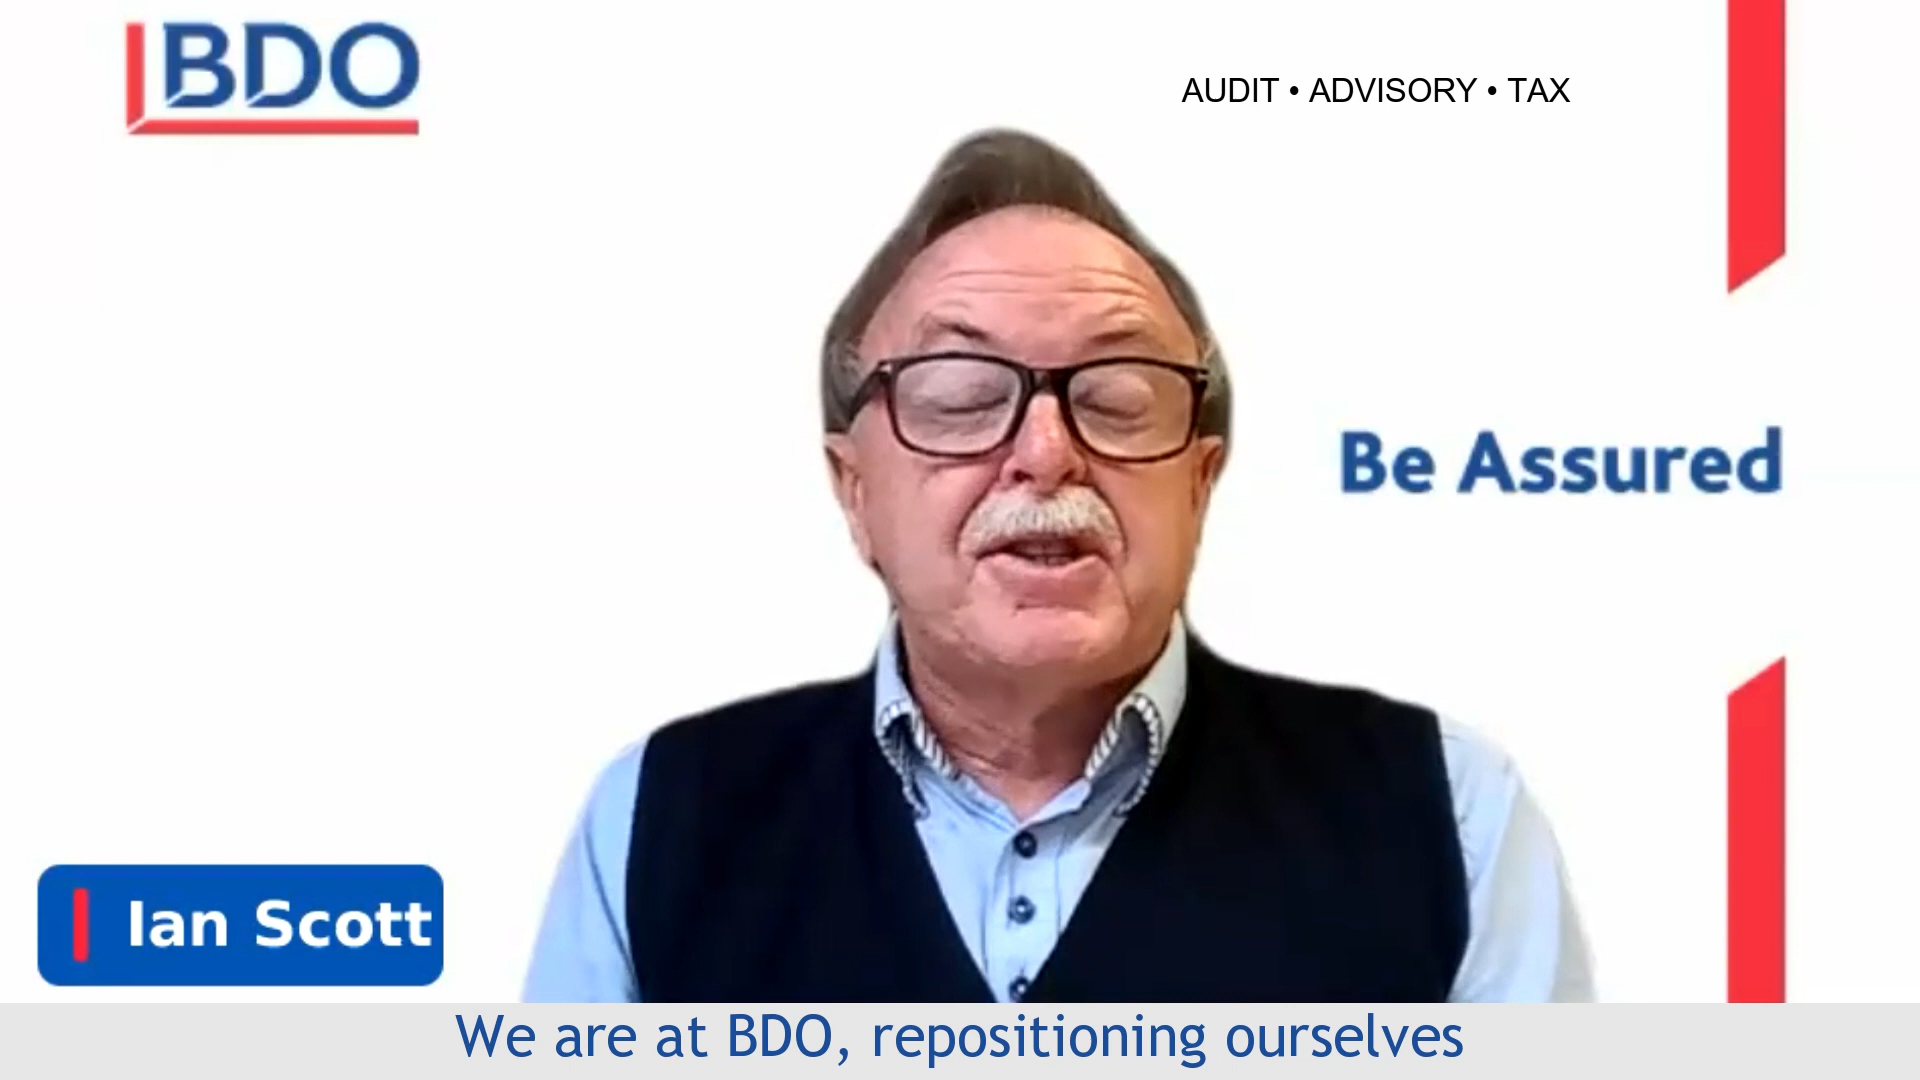 BDO
AUDIT • ADVISORY • TAX
Be Assured
Ian Scott
We are at BDO, repositioning ourselves